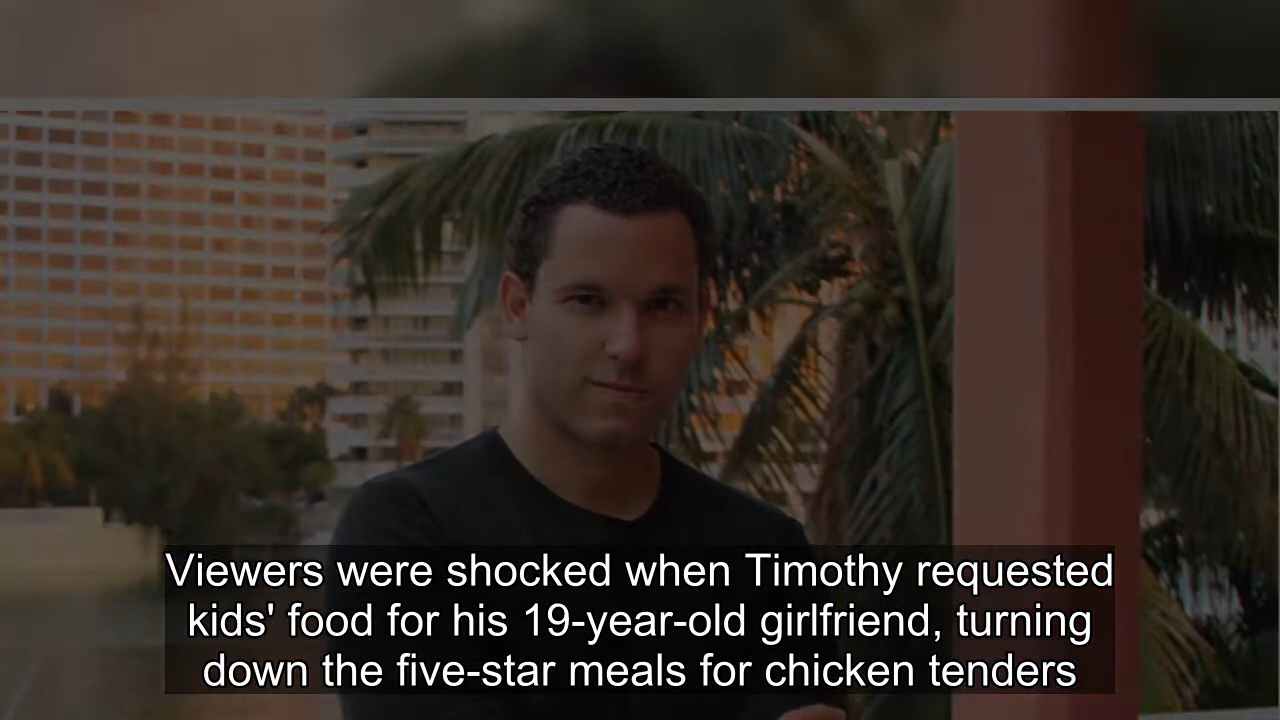 Viewers were shocked when Timothy requested
kids' food for his 19-year-old girlfriend, turning
down the five-star meals for chicken tenders